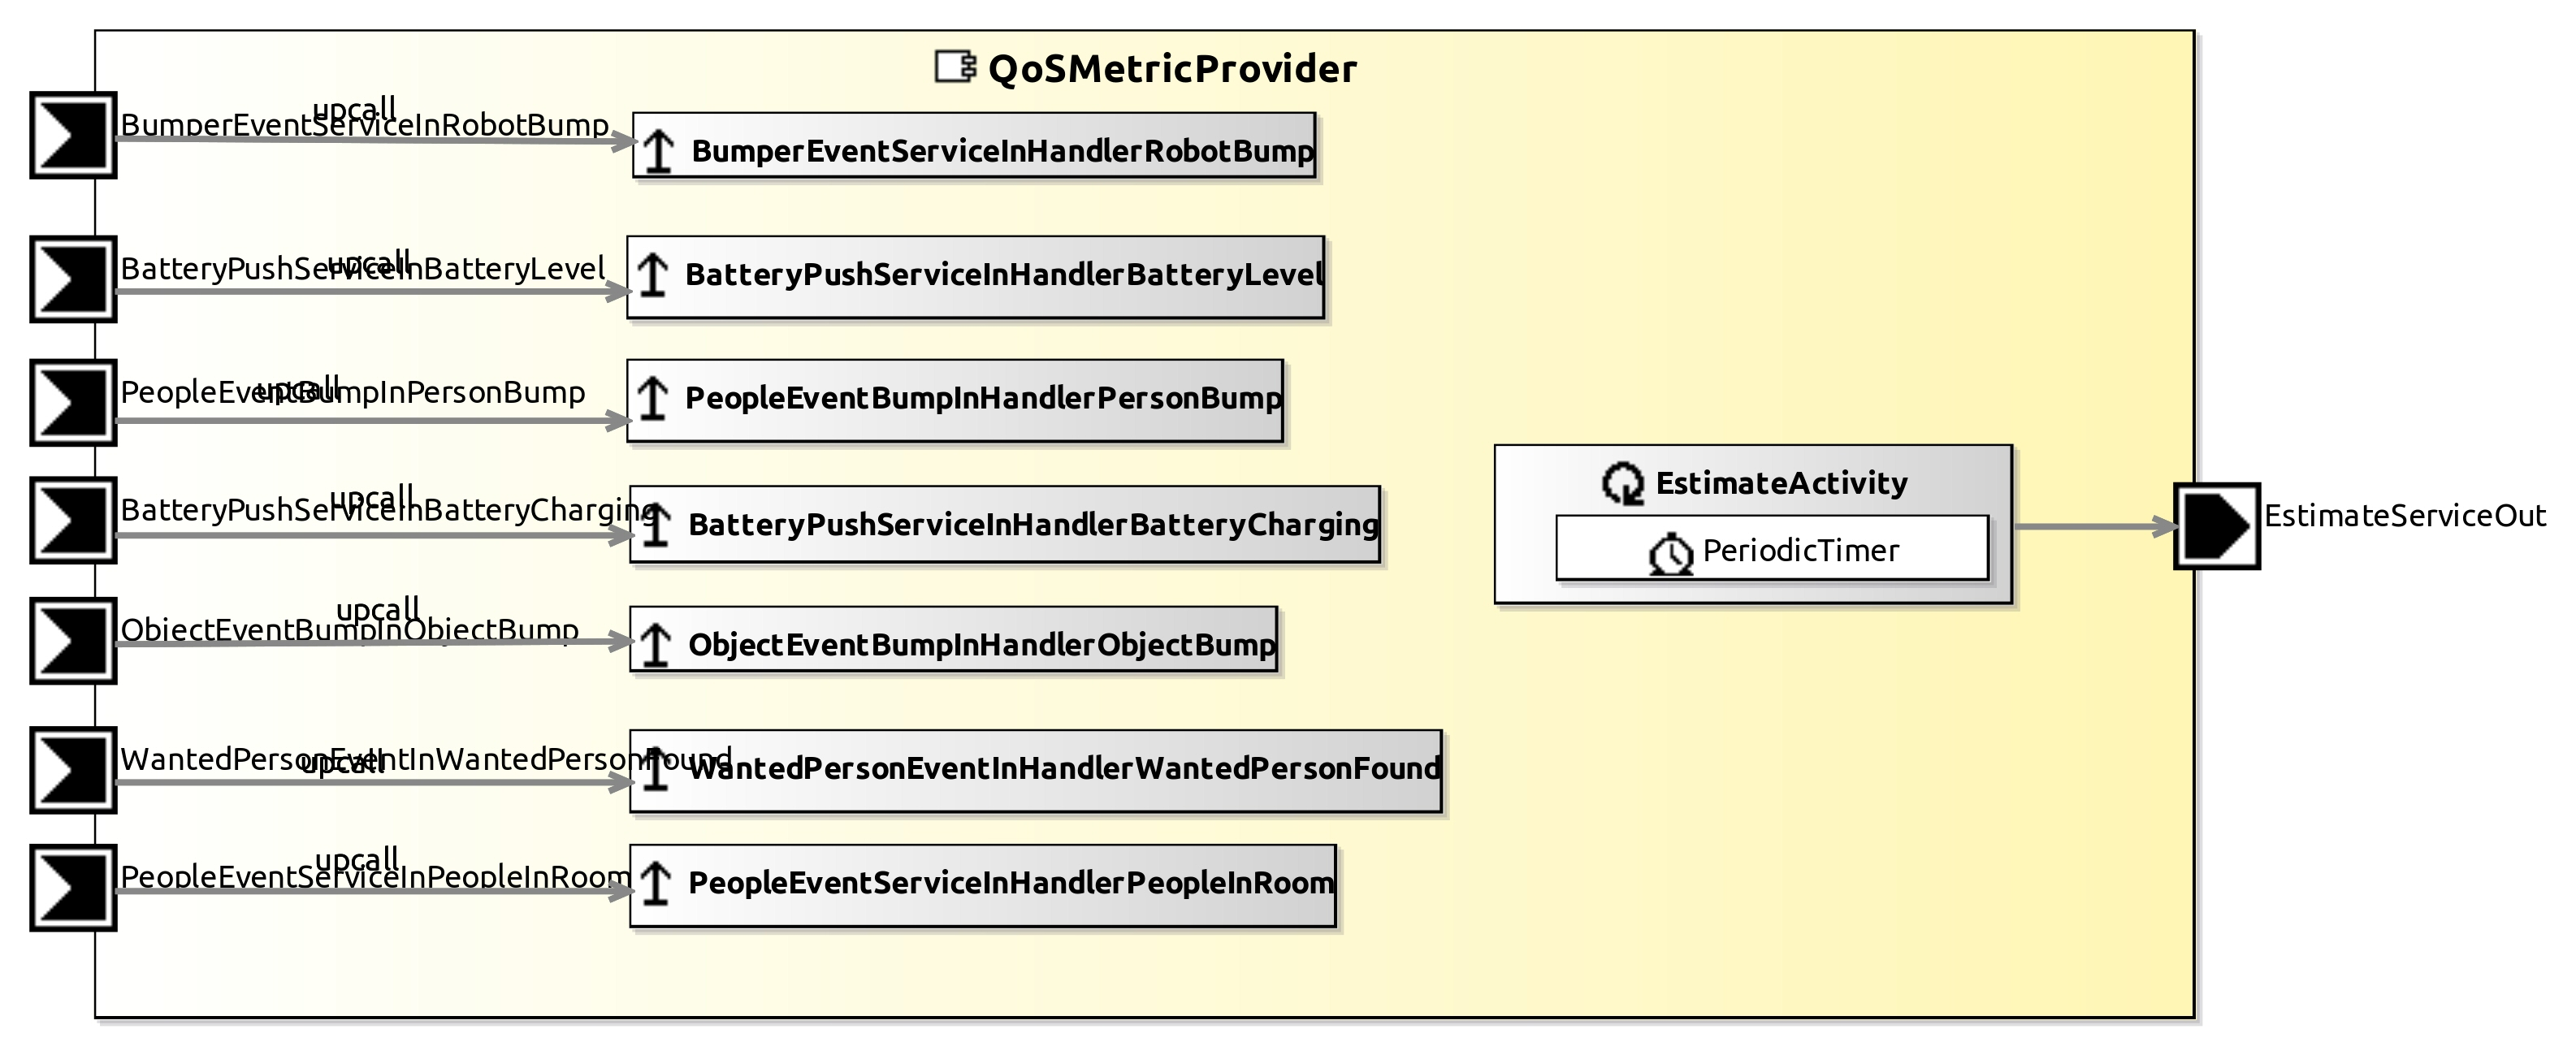 QoSMetricProvider
upcall
BumperEventServiceInRobotBump
BumperEventServiceInHandlerRobotBump
upcall
BatteryPushServiceInBatteryLevel
BatteryPushServiceInHandlerBatteryLevel
upcall
PeopleEventBumpInPersonBump
PeopleEventBumpInHandlerPersonBump
upcall
BatteryPushServiceInBatteryCharging
BatteryPushServiceInHandlerBatteryCharging
EstimateActivity
PeriodicTimer
EstimateServiceOut
upcall
ObjectEventBumpInObjectBump
ObjectEventBumpInHandlerObjectBump
WantedPersonEventInWantedPersonFound
upcall
WantedPersonEventInHandlerWantedPersonFound
upcall
PeopleEventServiceInPeopleInRoom
PeopleEventServiceInHandlerPeopleInRoom